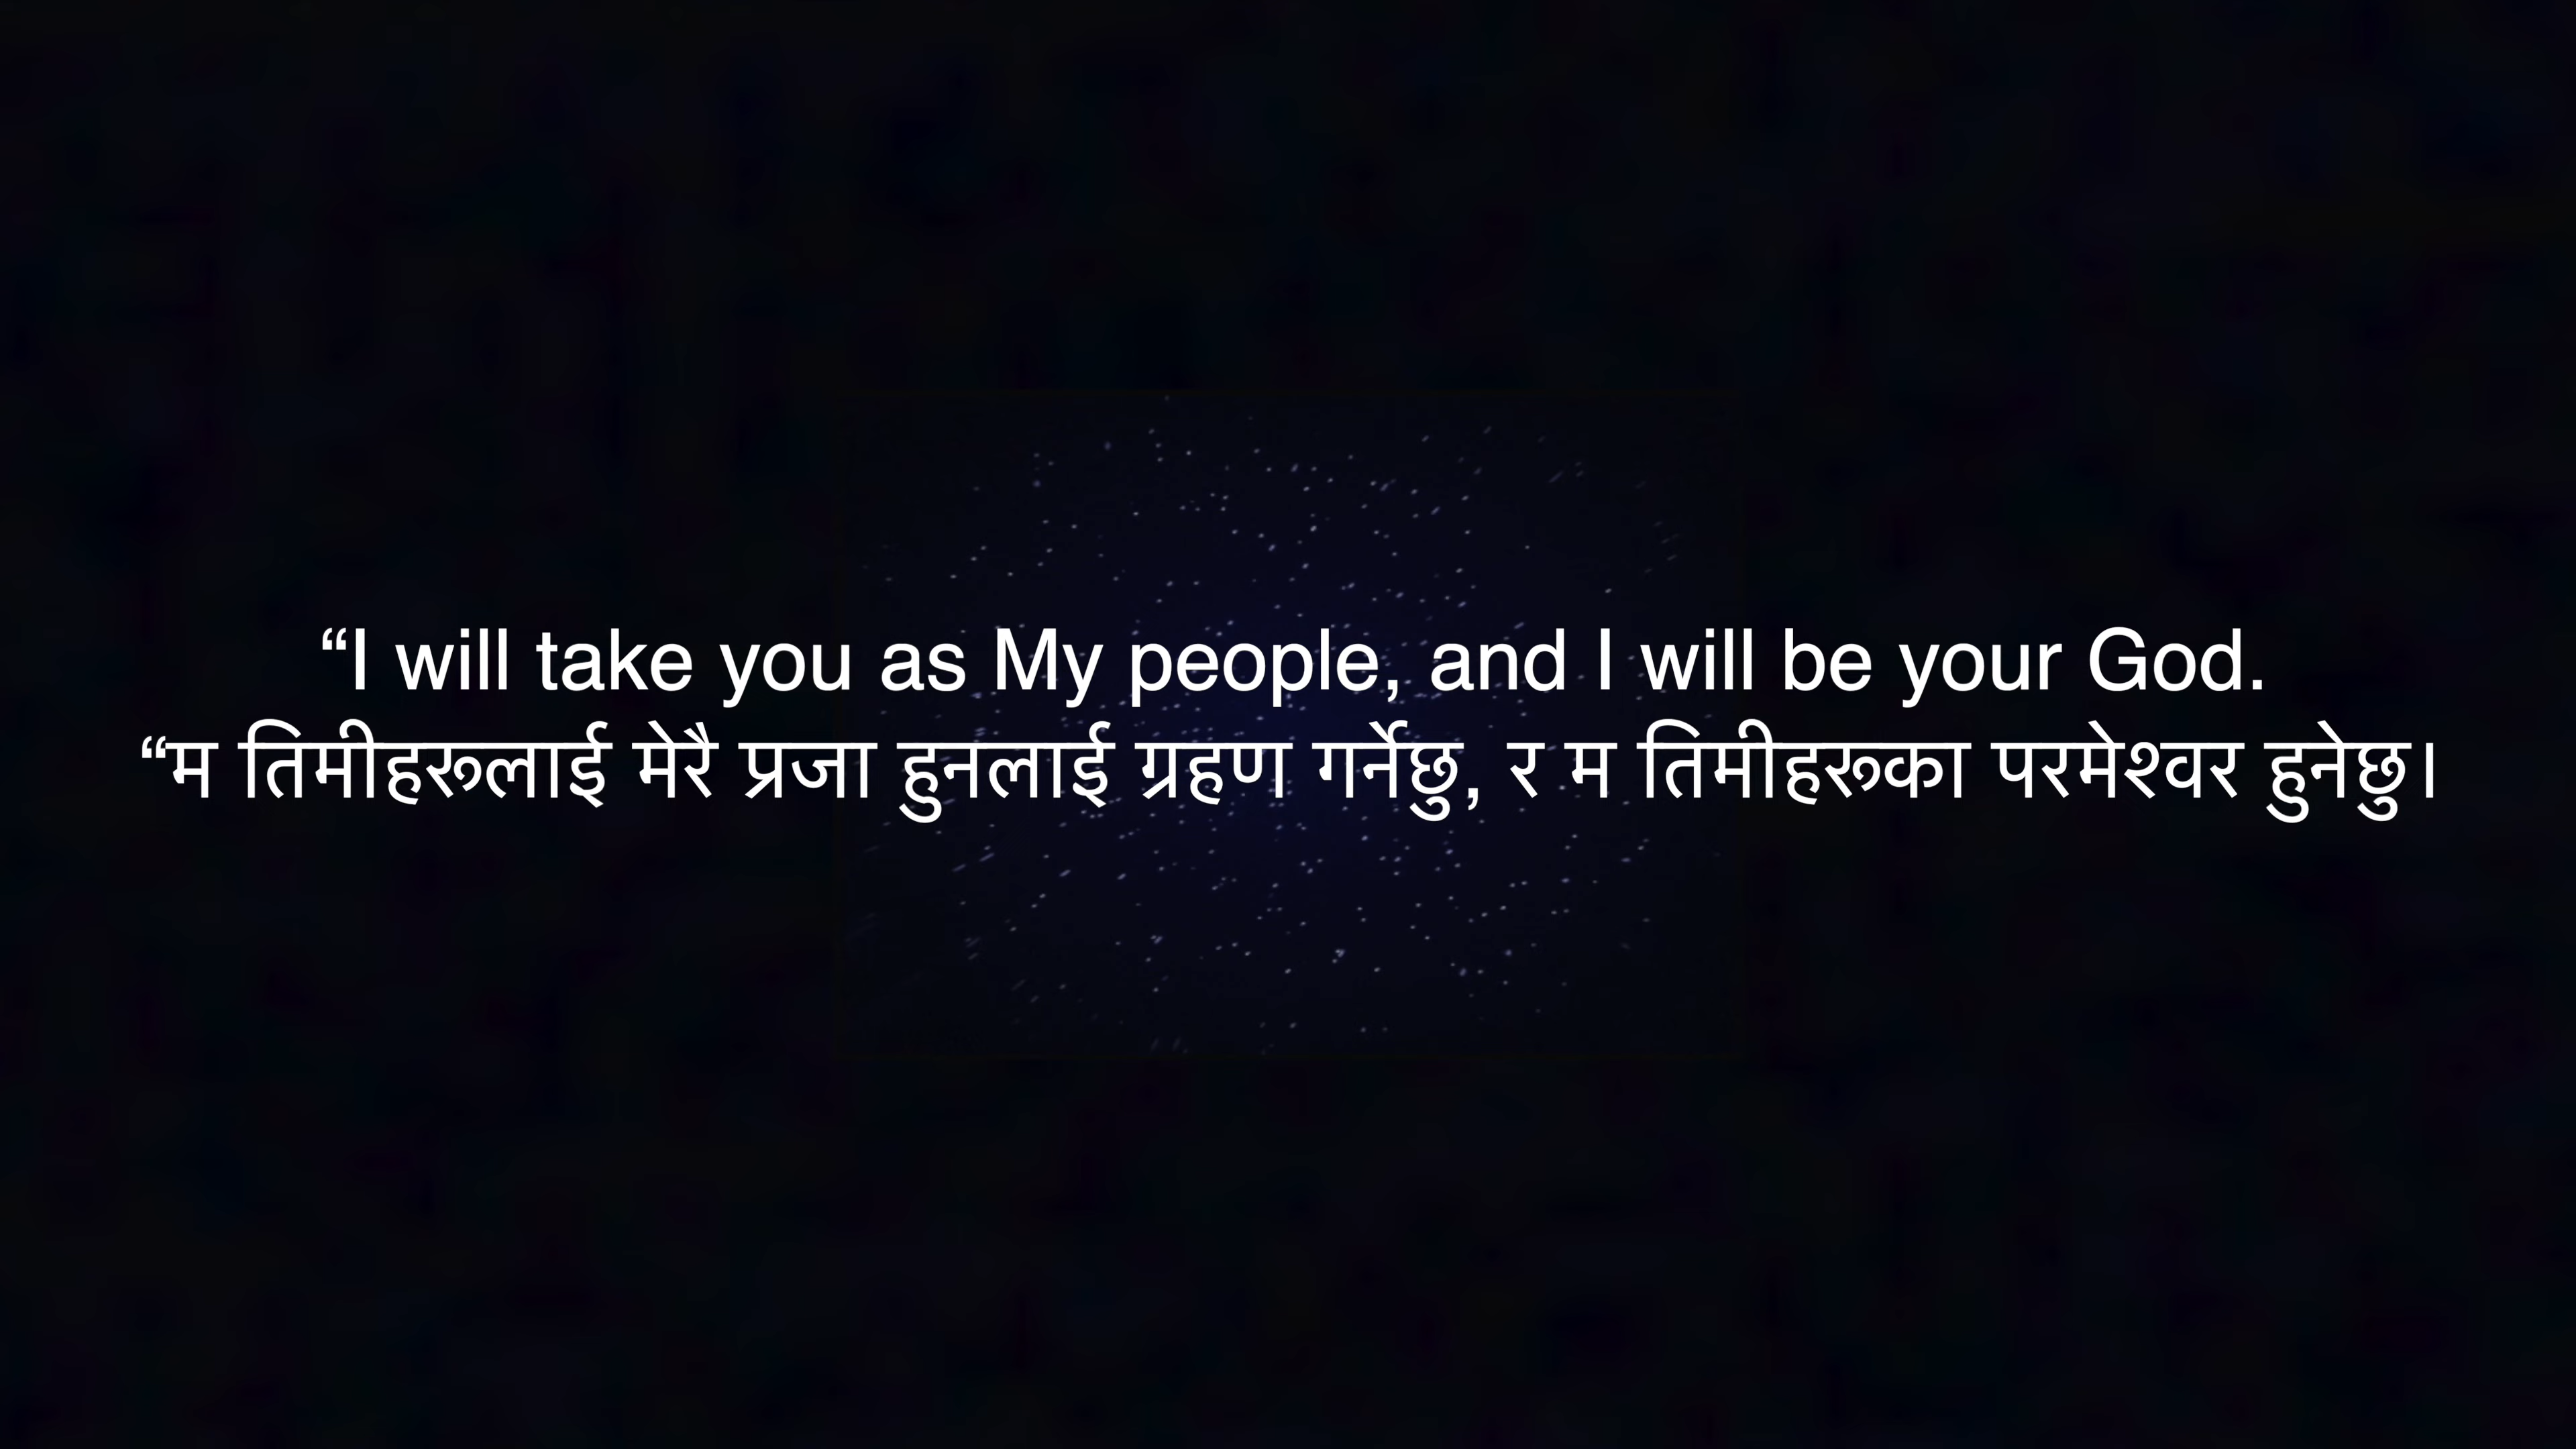 “I will take you as My people, and I will be your God.
“म तिमीहरूलाई मेरै प्रजा हुनलाई ग्रहण गर्नेछु, र म तिमीहरूका परमेश्वर हुनेछु।